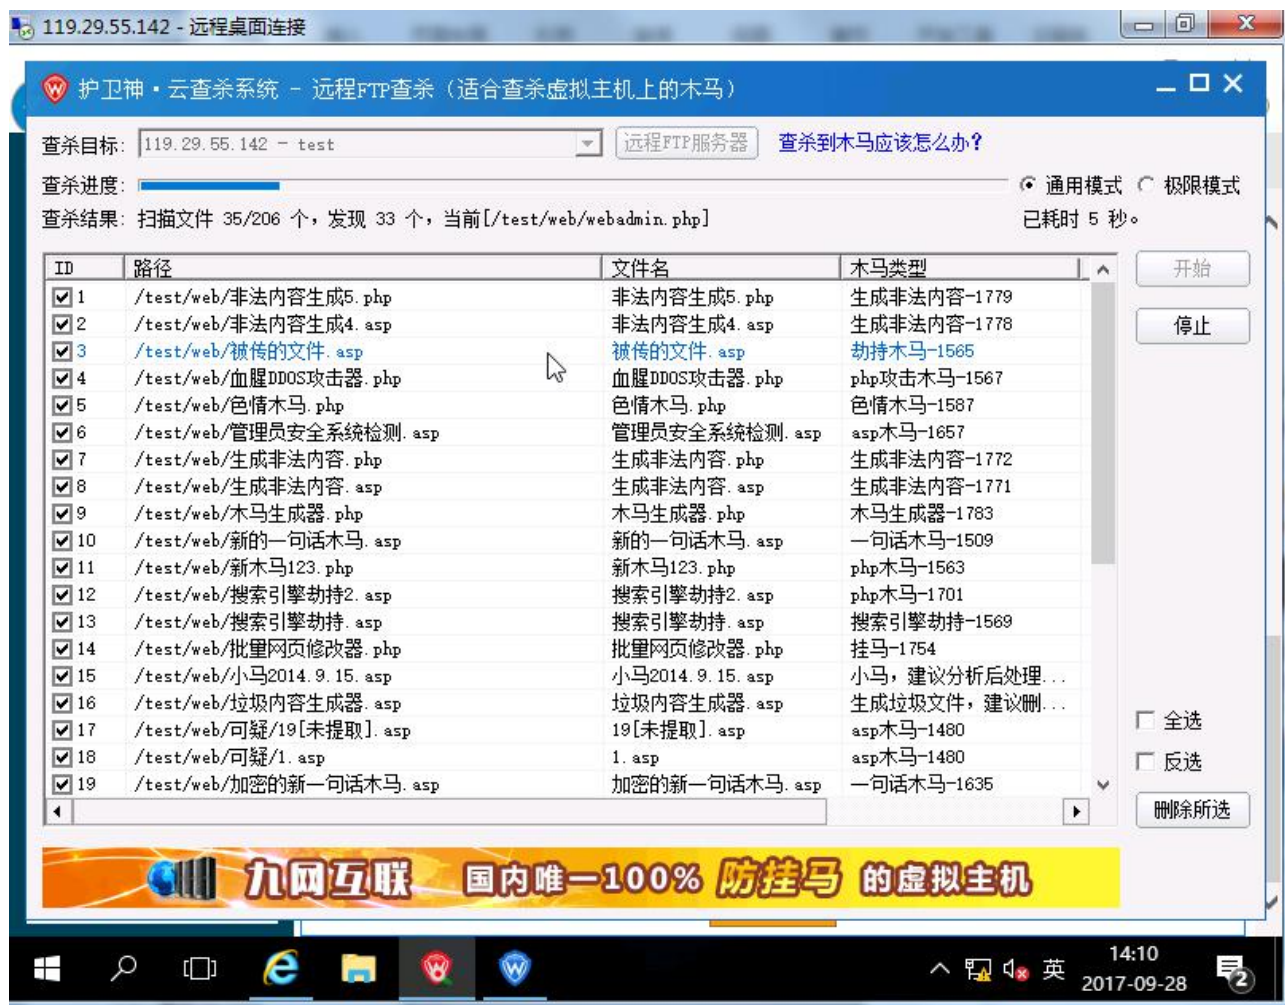 119.29.55.142 - 远程桌面连接
护卫神·云查杀系统 - 远程FTP查杀（适合查杀虚拟主机上的木马）
查杀目标: 119.29.55.142 - test 远程FTP服务器 查杀到木马应该怎么办?
查杀进度: 通用模式 极限模式
查杀结果: 扫描文件 35/206 个，发现 33 个，当前[/test/web/webadmin.php] 已耗时 5 秒。
ID 路径 文件名 木马类型 开始
1 /test/web/非法内容生成5.php 非法内容生成5.php 生成非法内容-1779
2 /test/web/非法内容生成4.asp 非法内容生成4.asp 生成非法内容-1778 停止
3 /test/web/被传的文件.asp 被传的文件.asp 劫持木马-1565
4 /test/web/血腥DDOS攻击器.php 血腥DDOS攻击器.php php攻击木马-1567
5 /test/web/色情木马.php 色情木马.php 色情木马-1587
6 /test/web/管理员安全系统检测.asp 管理员安全系统检测.asp asp木马-1657
7 /test/web/生成非法内容.php 生成非法内容.php 生成非法内容-1772
8 /test/web/生成非法内容.asp 生成非法内容.asp 生成非法内容-1771
9 /test/web/木马生成器.php 木马生成器.php 木马生成器-1783
10 /test/web/新的一句话木马.asp 新的一句话木马.asp 一句话木马-1509
11 /test/web/新木马123.php 新木马123.php php木马-1563
12 /test/web/搜索引擎劫持2.asp 搜索引擎劫持2.asp php木马-1701
13 /test/web/搜索引擎劫持.asp 搜索引擎劫持.asp 搜索引擎劫持-1569
14 /test/web/批量网页修改器.php 批量网页修改器.php 挂马-1754
15 /test/web/小马2014.9.15.asp 小马2014.9.15.asp 小马，建议分析后处理...
16 /test/web/垃圾内容生成器.asp 垃圾内容生成器.asp 生成垃圾文件，建议删...
17 /test/web/可疑/19[未提取].asp 19[未提取].asp asp木马-1480 全选
18 /test/web/可疑/1.asp 1.asp asp木马-1480 反选
19 /test/web/加密的新一句话木马.asp 加密的新一句话木马.asp 一句话木马-1635
删除所选
九网互联 国内唯一100% 防挂马 的虚拟主机
英 14:10
2017-09-28 2